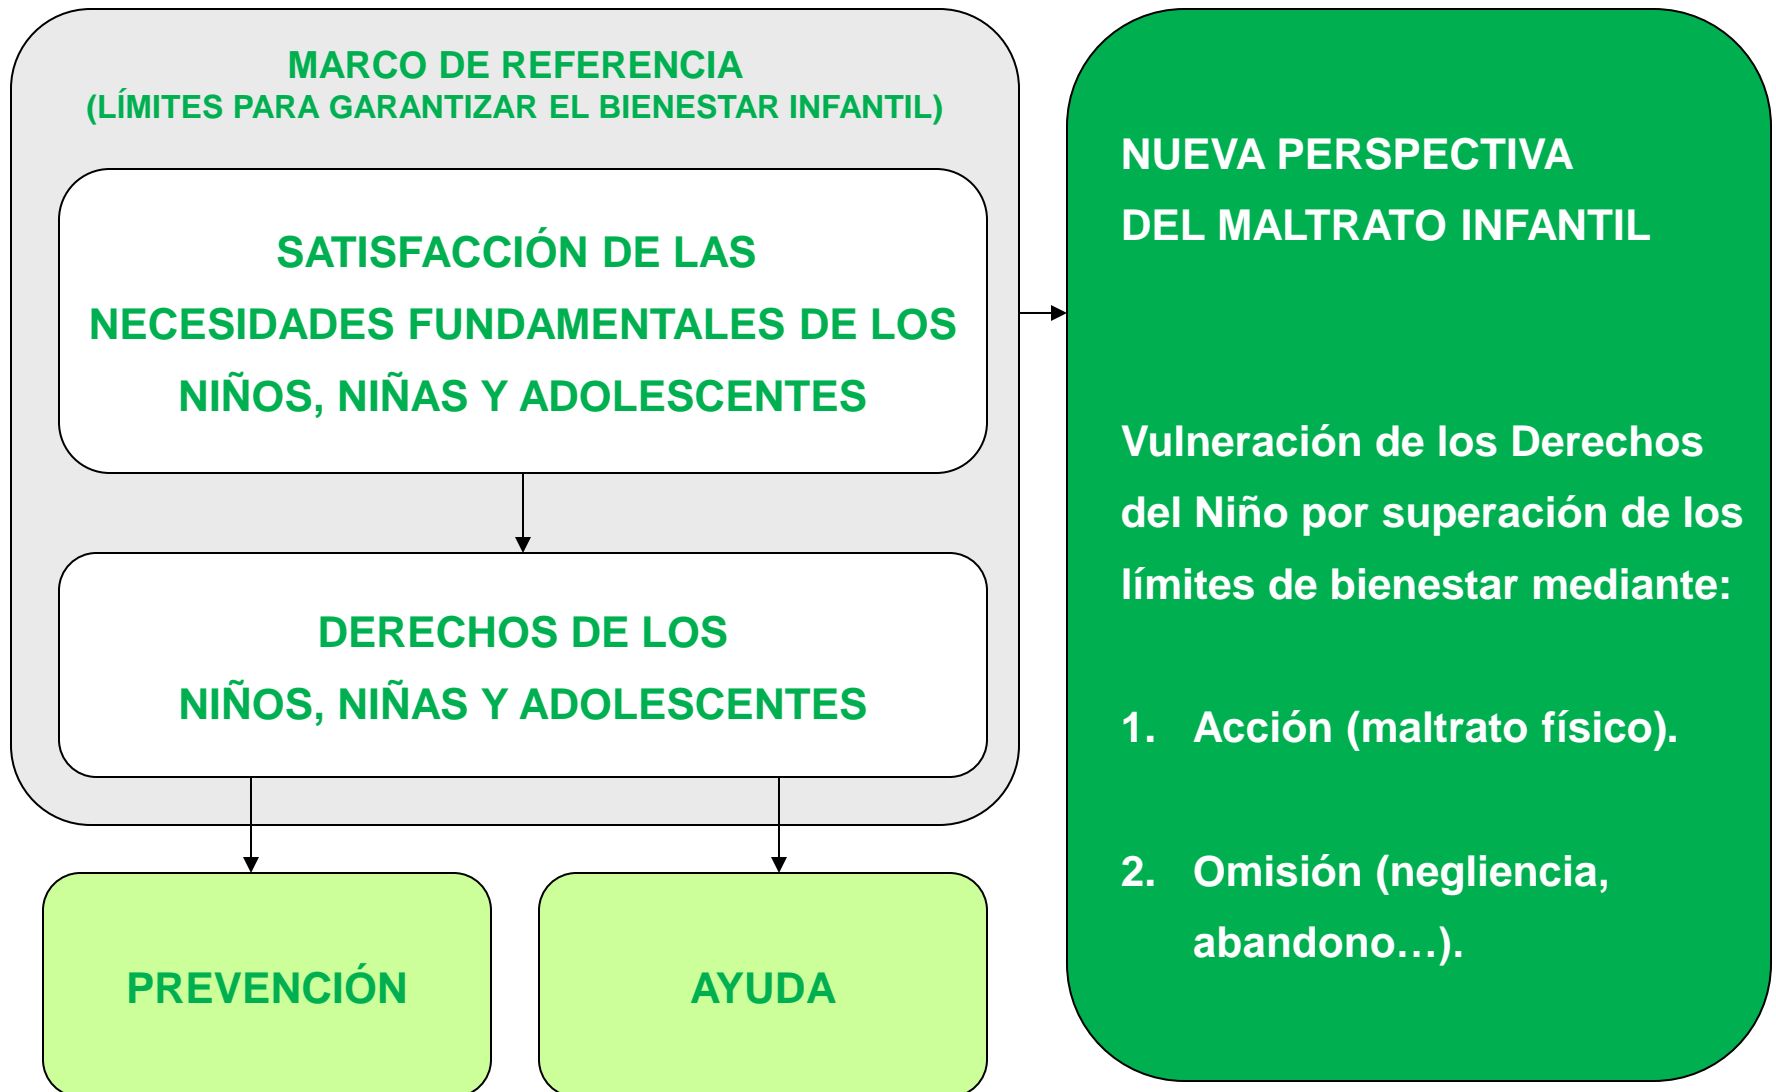 MARCO DE REFERENCIA
(LÍMITES PARA GARANTIZAR EL BIENESTAR INFANTIL)
SATISFACCIÓN DE LAS
NECESIDADES FUNDAMENTALES DE LOS
NIÑOS, NIÑAS Y ADOLESCENTES
DERECHOS DE LOS
NIÑOS, NIÑAS Y ADOLESCENTES
PREVENCIÓN
AYUDA
NUEVA PERSPECTIVA
DEL MALTRATO INFANTIL
Vulneración de los Derechos
del Niño por superación de los
límites de bienestar mediante:
1. Acción (maltrato físico).
2. Omisión (negliencia,
abandono…).